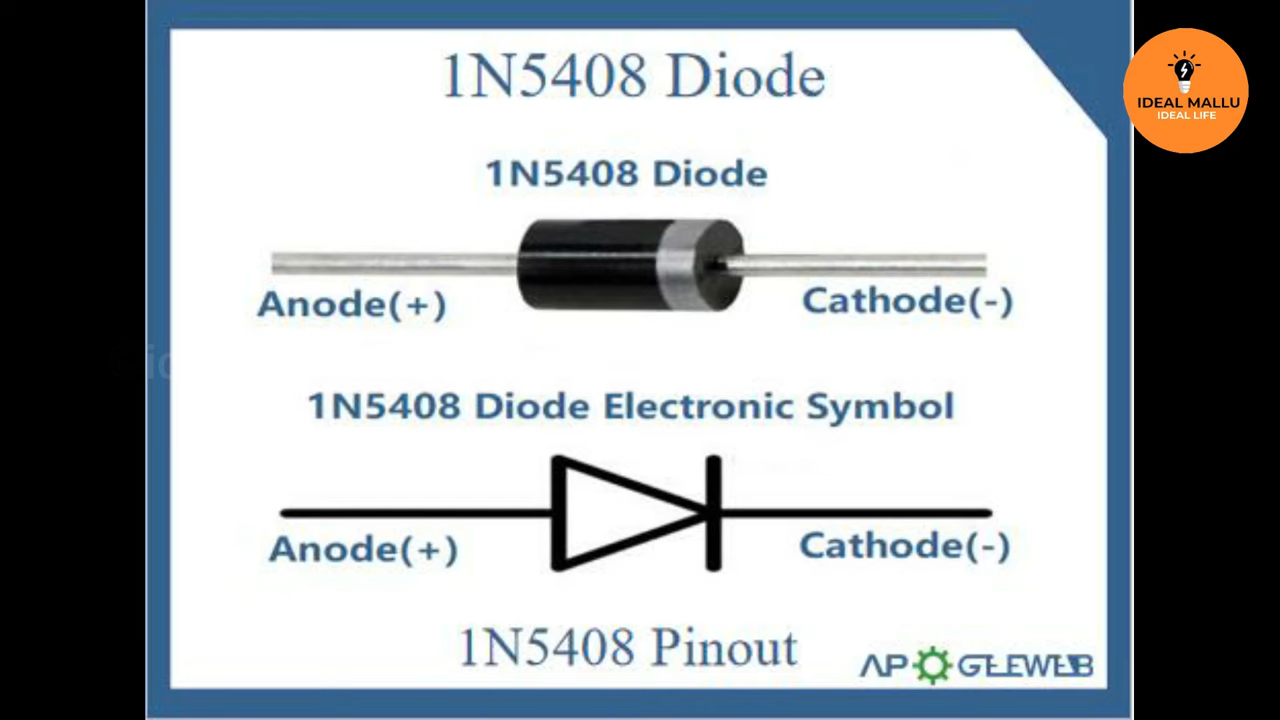 1N5408 Diode
IDEAL MALLU
IDEAL LIFE
1N5408 Diode
Anode(+)
Cathode(-)
1N5408 Diode Electronic Symbol
Anode(+)
Cathode(-)
1N5408 Pinout
APOGEEWEB